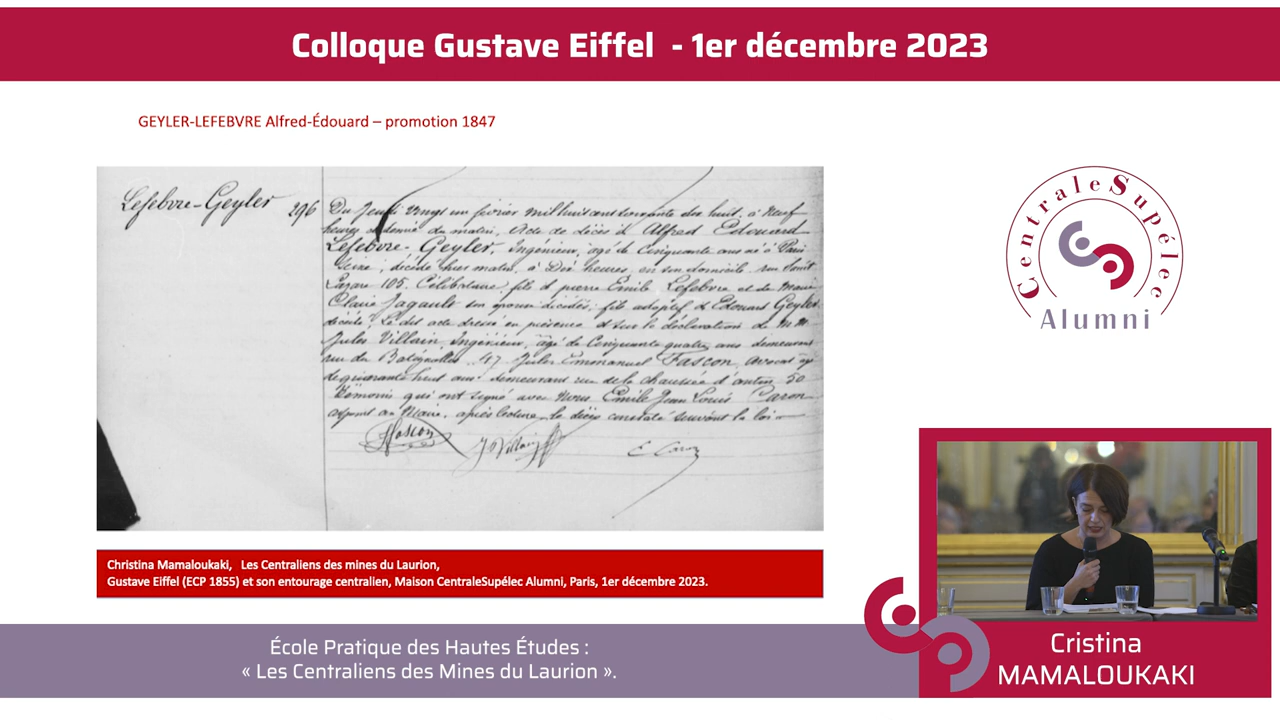 Colloque Gustave Eiffel - 1er décembre 2023
GEYLER-LEFEBVRE Alfred-Édouard – promotion 1847
Lefebvre-Geyler 296
Du Jeudi Vingt un février mil huit cent soixante dix huit, à Neuf
heures et demie du matin, Acte de décès de Alfred Edouard
Lefebvre-Geyler, Ingénieur, âgé de Cinquante ans né à Paris
Seine, décédé hier matin, à Dix heures, en son domicile rue Saint
Lazare 105. Célibataire, fils de pierre Emile Lefebvre et de Marie
Claire Jagault son épouse décédés, fils adoptif de Edouard Geyler
décédé, Le dit acte dressé en présence et sur la déclaration de MM
Jules Villain, Ingénieur, âgé de Cinquante quatre ans demeurant
rue des Batignolles 47 Jules Emmanuel Fascon, avocat âgé
de quarante huit ans demeurant rue de la chaussée d'antin 50
Témoins qui ont signé avec Nous Emile Jean Louis Caron
adjoint au Maire, après lecture, le décès constaté suivant la loi
Fascon J Villain E Caron
CentraleSupélec
Alumni
Christina Mamaloukaki, Les Centraliens des mines du Laurion,
Gustave Eiffel (ECP 1855) et son entourage centralien, Maison CentraleSupélec Alumni, Paris, 1er décembre 2023.
École Pratique des Hautes Études :
« Les Centraliens des Mines du Laurion ».
Cristina
MAMALOUKAKI